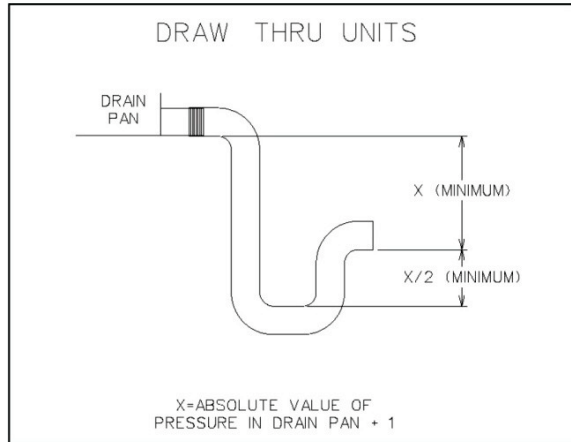 DRAW THRU UNITS
DRAIN
PAN
X (MINIMUM)
X/2 (MINIMUM)
X=ABSOLUTE VALUE OF
PRESSURE IN DRAIN PAN + 1